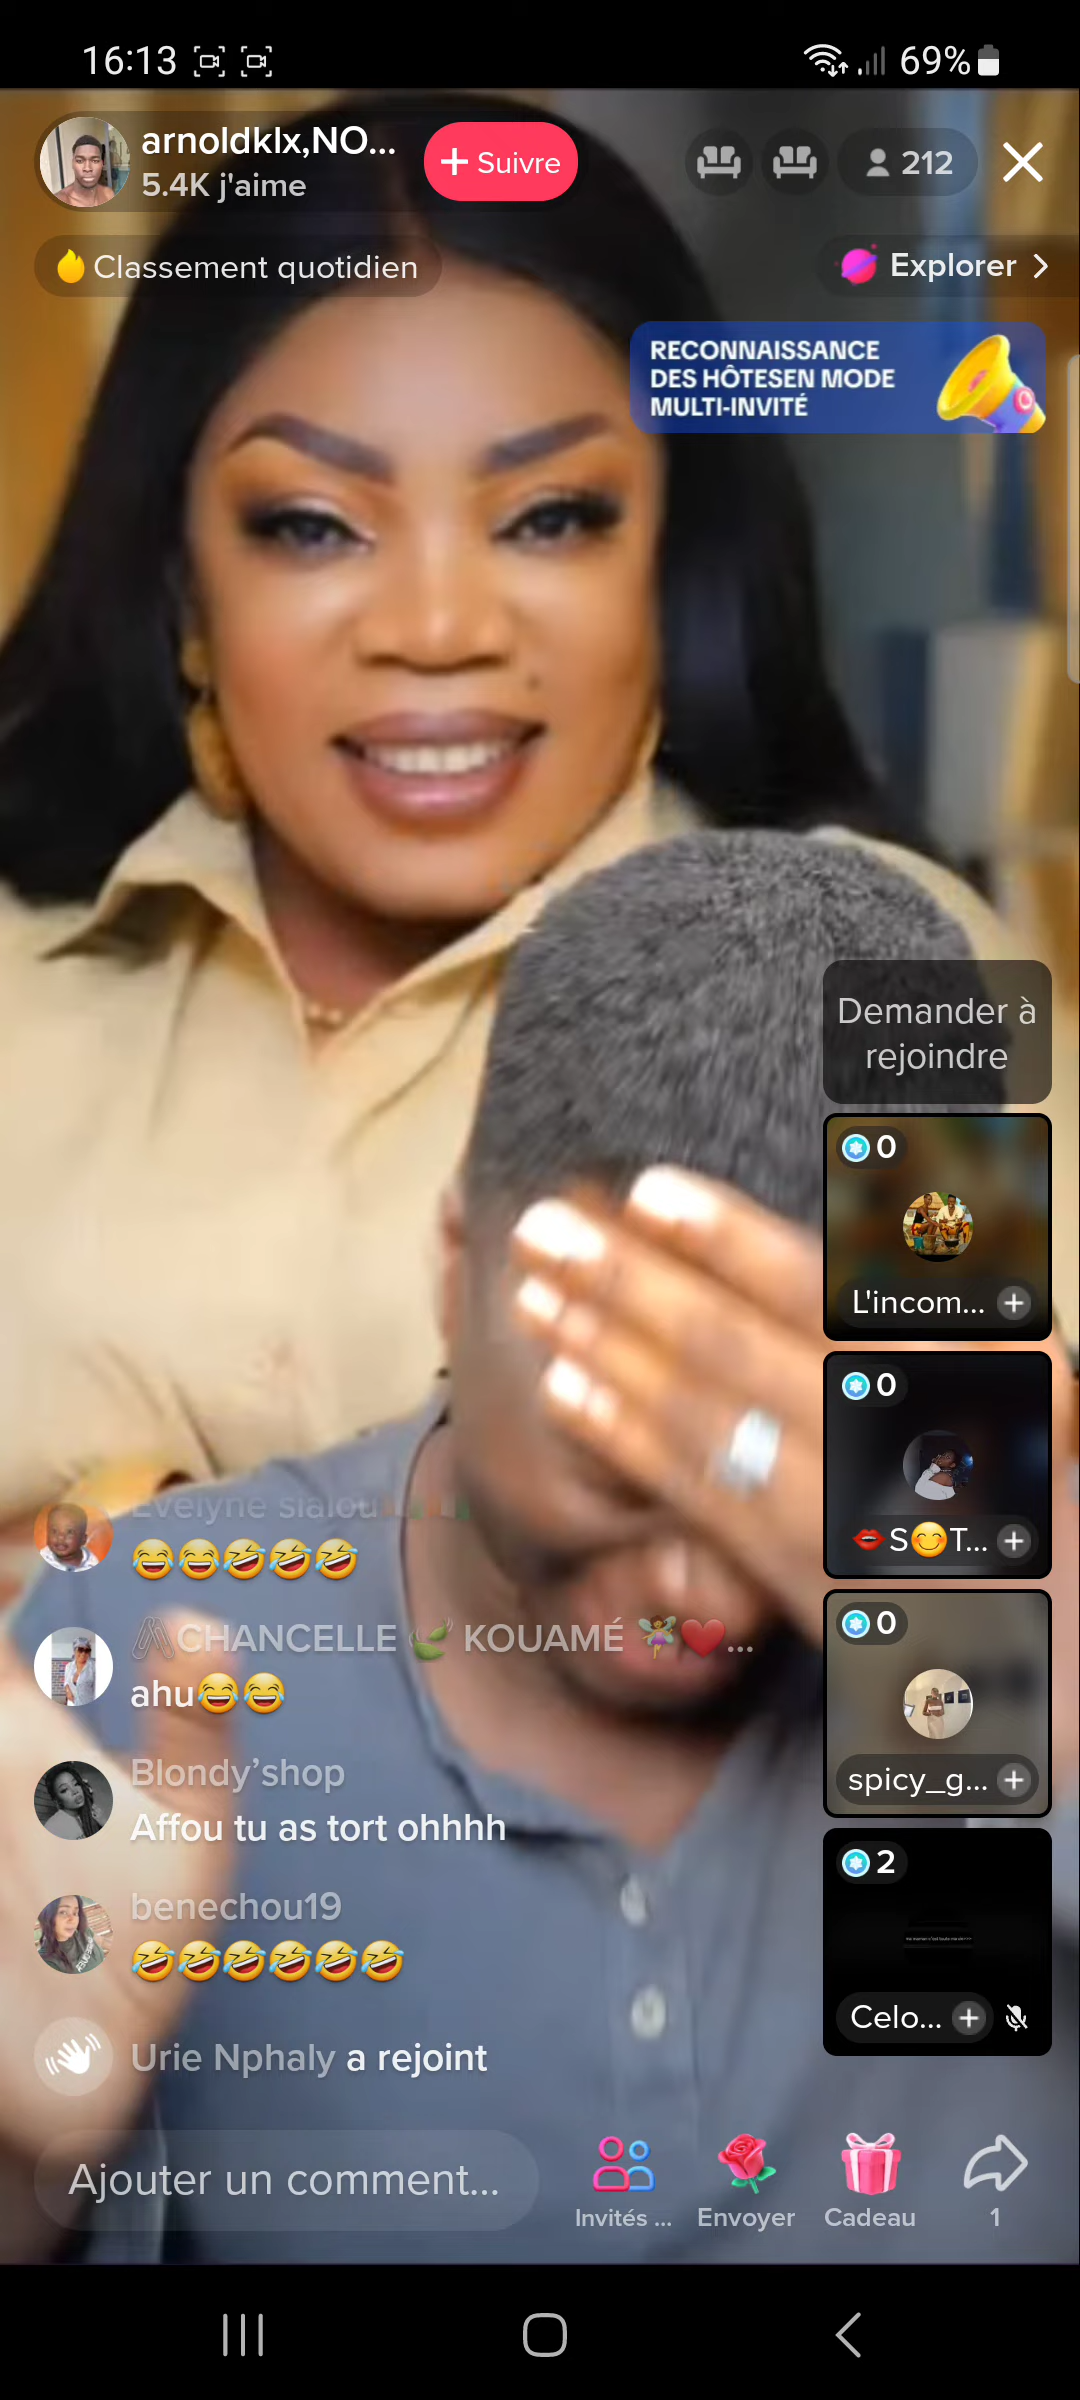 16:13
69%
arnoldklx,NO...
5.4K j'aime
+ Suivre
212
Classement quotidien
Explorer >
RECONNAISSANCE
DES HÔTESEN MODE
MULTI-INVITÉ
Demander à
rejoindre
0
L'incom...
0
S😊T...
0
spicy_g...
2
Celo...
Evelyne sialou
😂😂🤣🤣🤣
CHANCELLE 🫛 KOUAMÉ 🧚🏾‍♀️❤️...
ahu😂😂
Blondy’shop
Affou tu as tort ohhhh
benechou19
🤣🤣🤣🤣🤣🤣
Urie Nphaly a rejoint
Ajouter un comment...
Invités ...
Envoyer
Cadeau
1